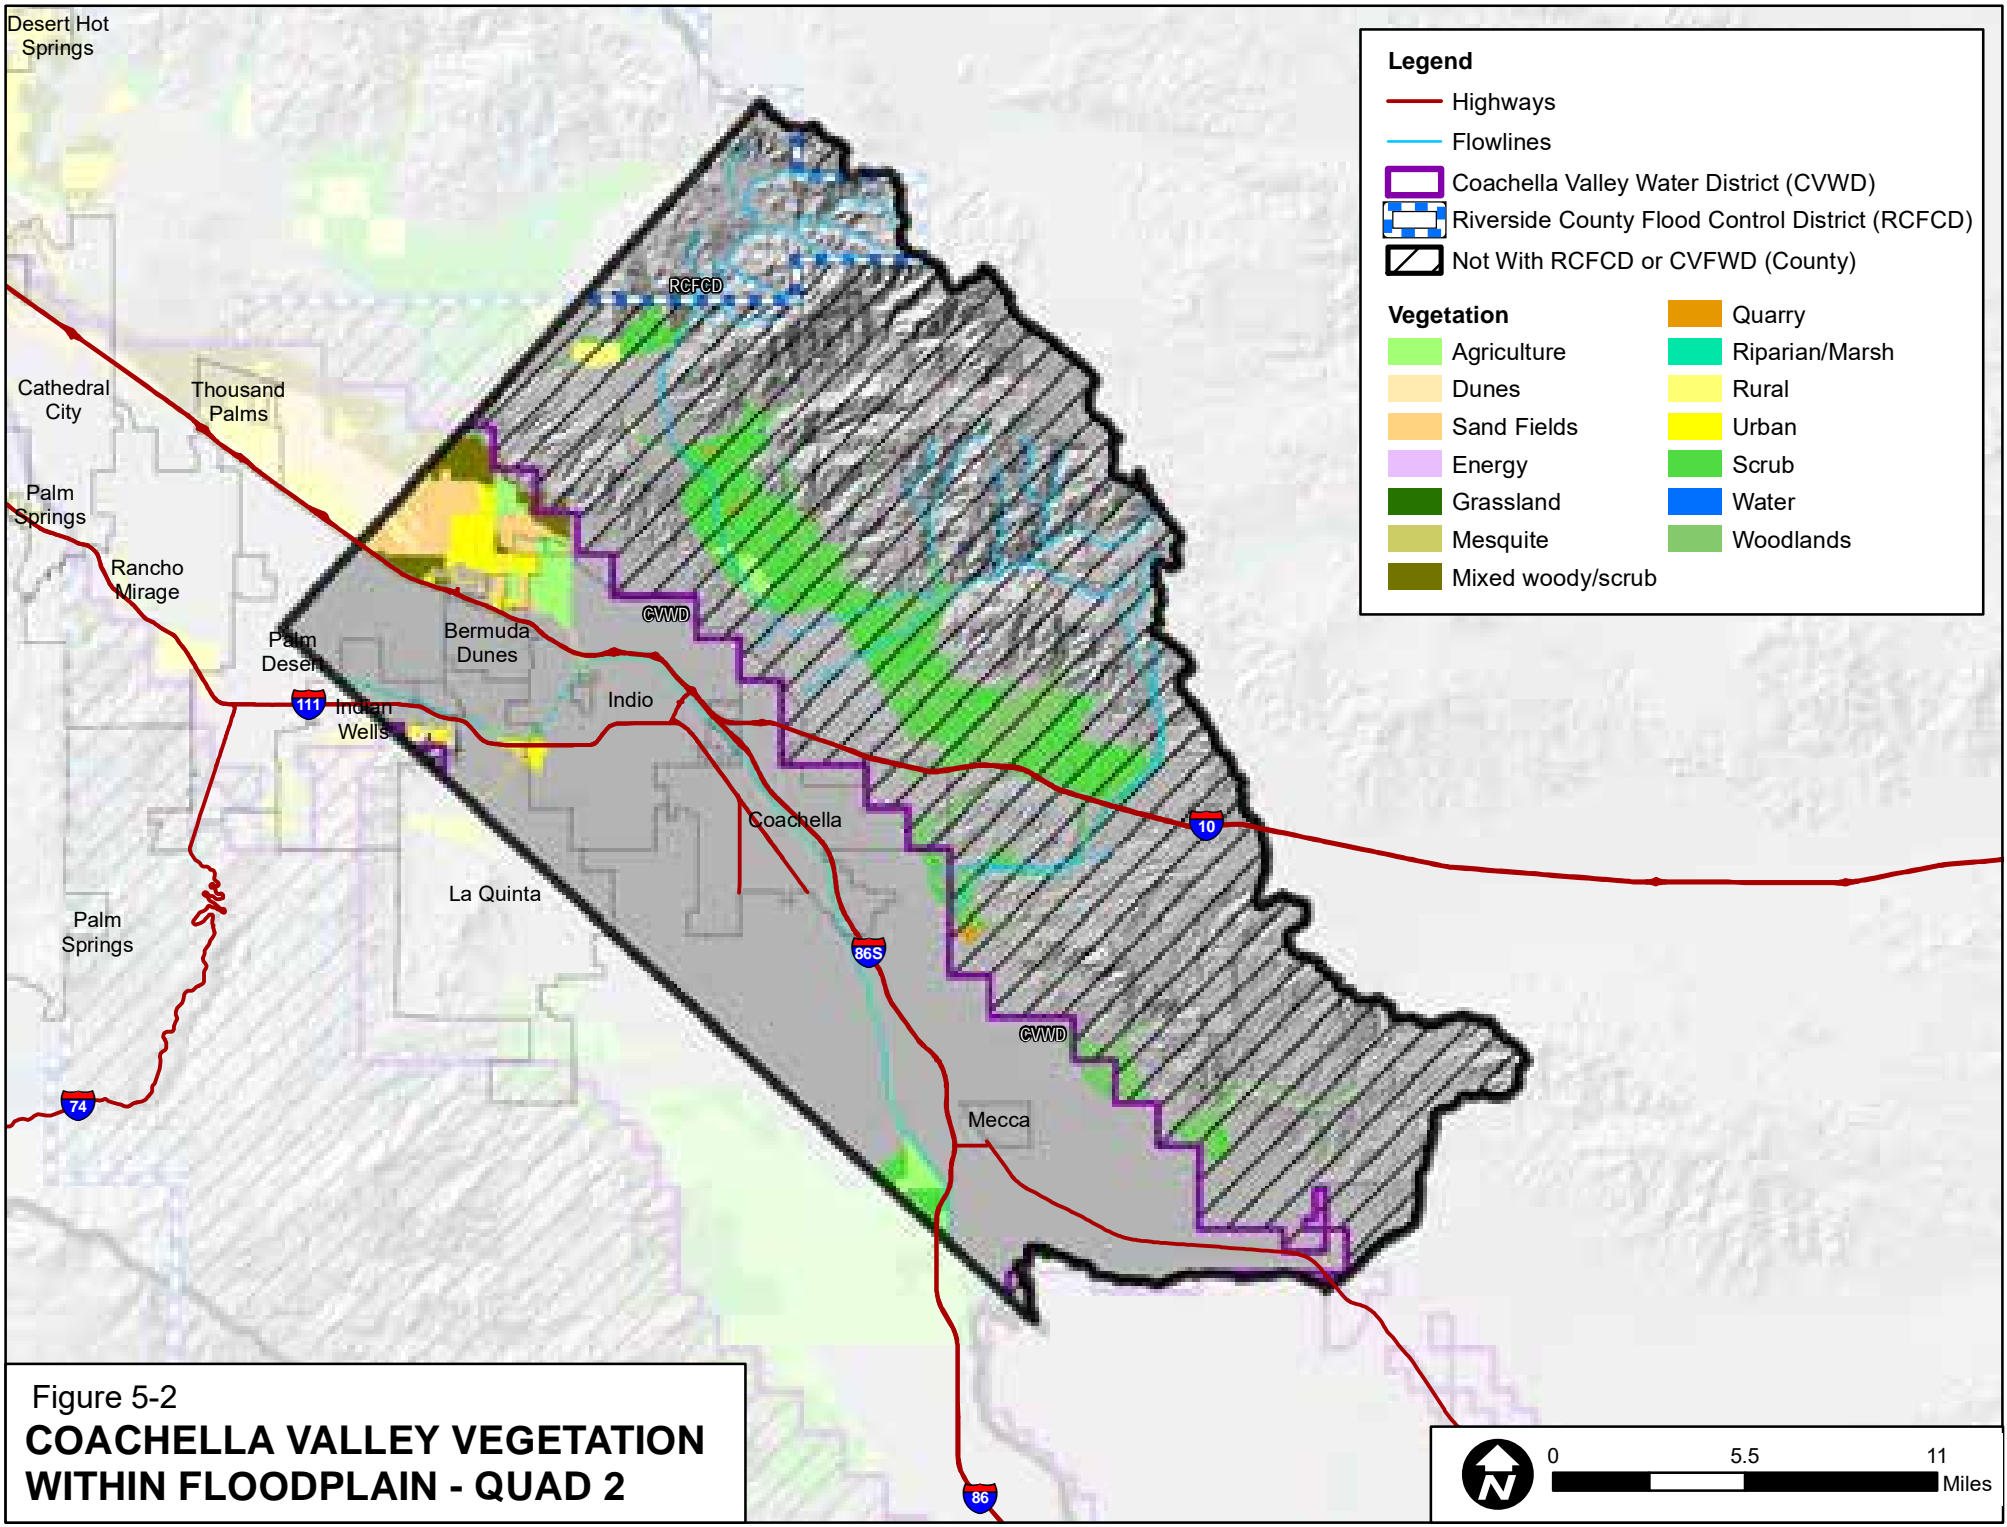 Desert Hot
Springs
Legend
Highways
Flowlines
Coachella Valley Water District (CVWD)
Riverside County Flood Control District (RCFCD)
Not With RCFCD or CVFWD (County)
Vegetation
Agriculture
Dunes
Sand Fields
Energy
Grassland
Mesquite
Mixed woody/scrub
Quarry
Riparian/Marsh
Rural
Urban
Scrub
Water
Woodlands
RCFCD
Cathedral
City
Thousand
Palms
Palm
Springs
Rancho
Mirage
CVWD
Palm
Desert
Bermuda
Dunes
111
Indian
Wells
Indio
Coachella
10
La Quinta
Palm
Springs
86S
CVWD
74
Mecca
86
Figure 5-2
COACHELLA VALLEY VEGETATION
WITHIN FLOODPLAIN - QUAD 2
N
0 5.5 11
Miles